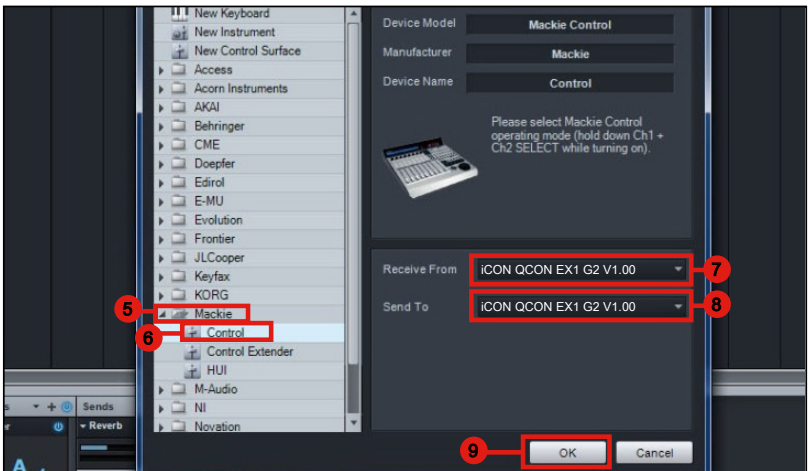 New Keyboard
New Instrument
New Control Surface
Access
Acorn Instruments
AKAI
Behringer
CME
Doepfer
Edirol
E-MU
Evolution
Frontier
JLCooper
Keyfax
KORG
5
Mackie
6
Control
Control Extender
HUI
M-Audio
NI
Novation
Device Model
Mackie Control
Manufacturer
Mackie
Device Name
Control
Please select Mackie Control
operating mode (hold down Ch1 +
Ch2 SELECT while turning on).
Receive From
iCON QCON EX1 G2 V1.00
7
Send To
iCON QCON EX1 G2 V1.00
8
9
OK
Cancel
Sends
Reverb
A